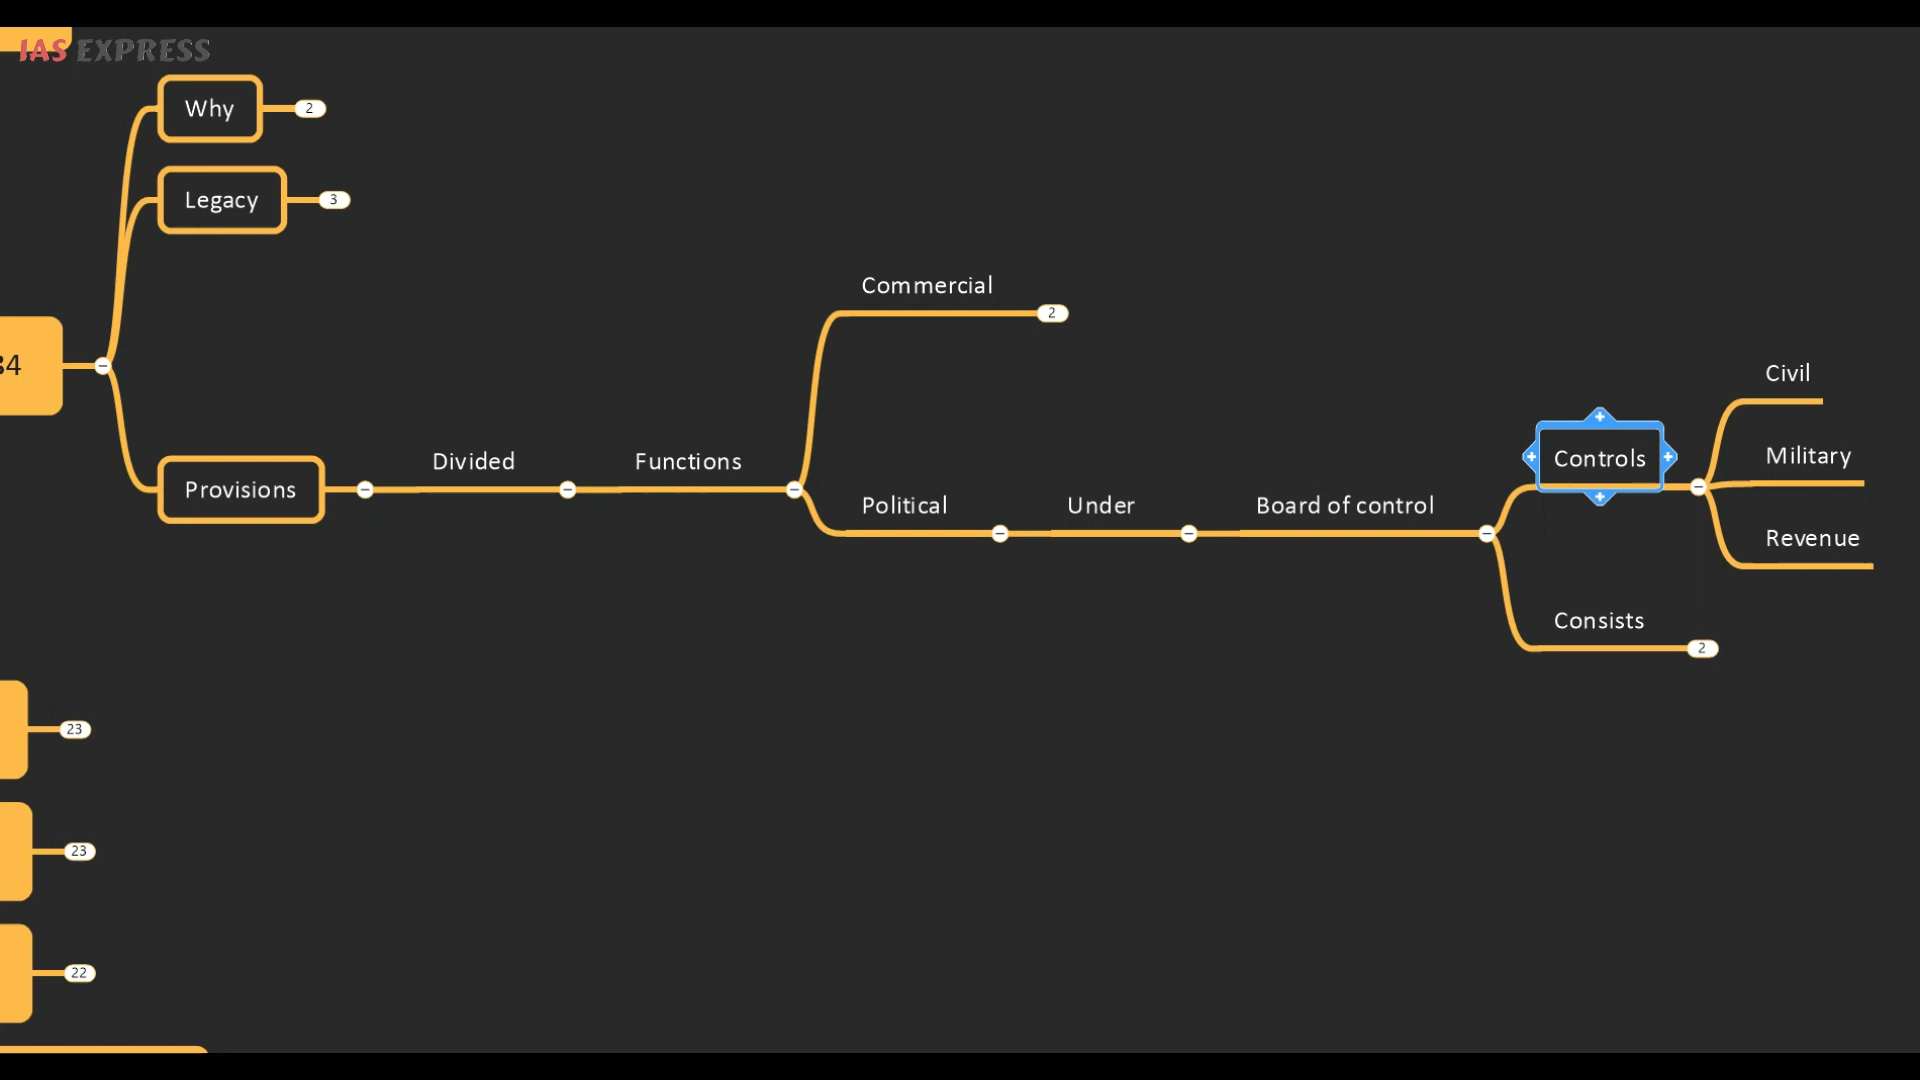 IAS EXPRESS
Why
2
Legacy
3
Commercial
2
4
Civil
Controls
Military
Provisions
Divided
Functions
Political
Under
Board of control
Revenue
Consists
2
23
23
22